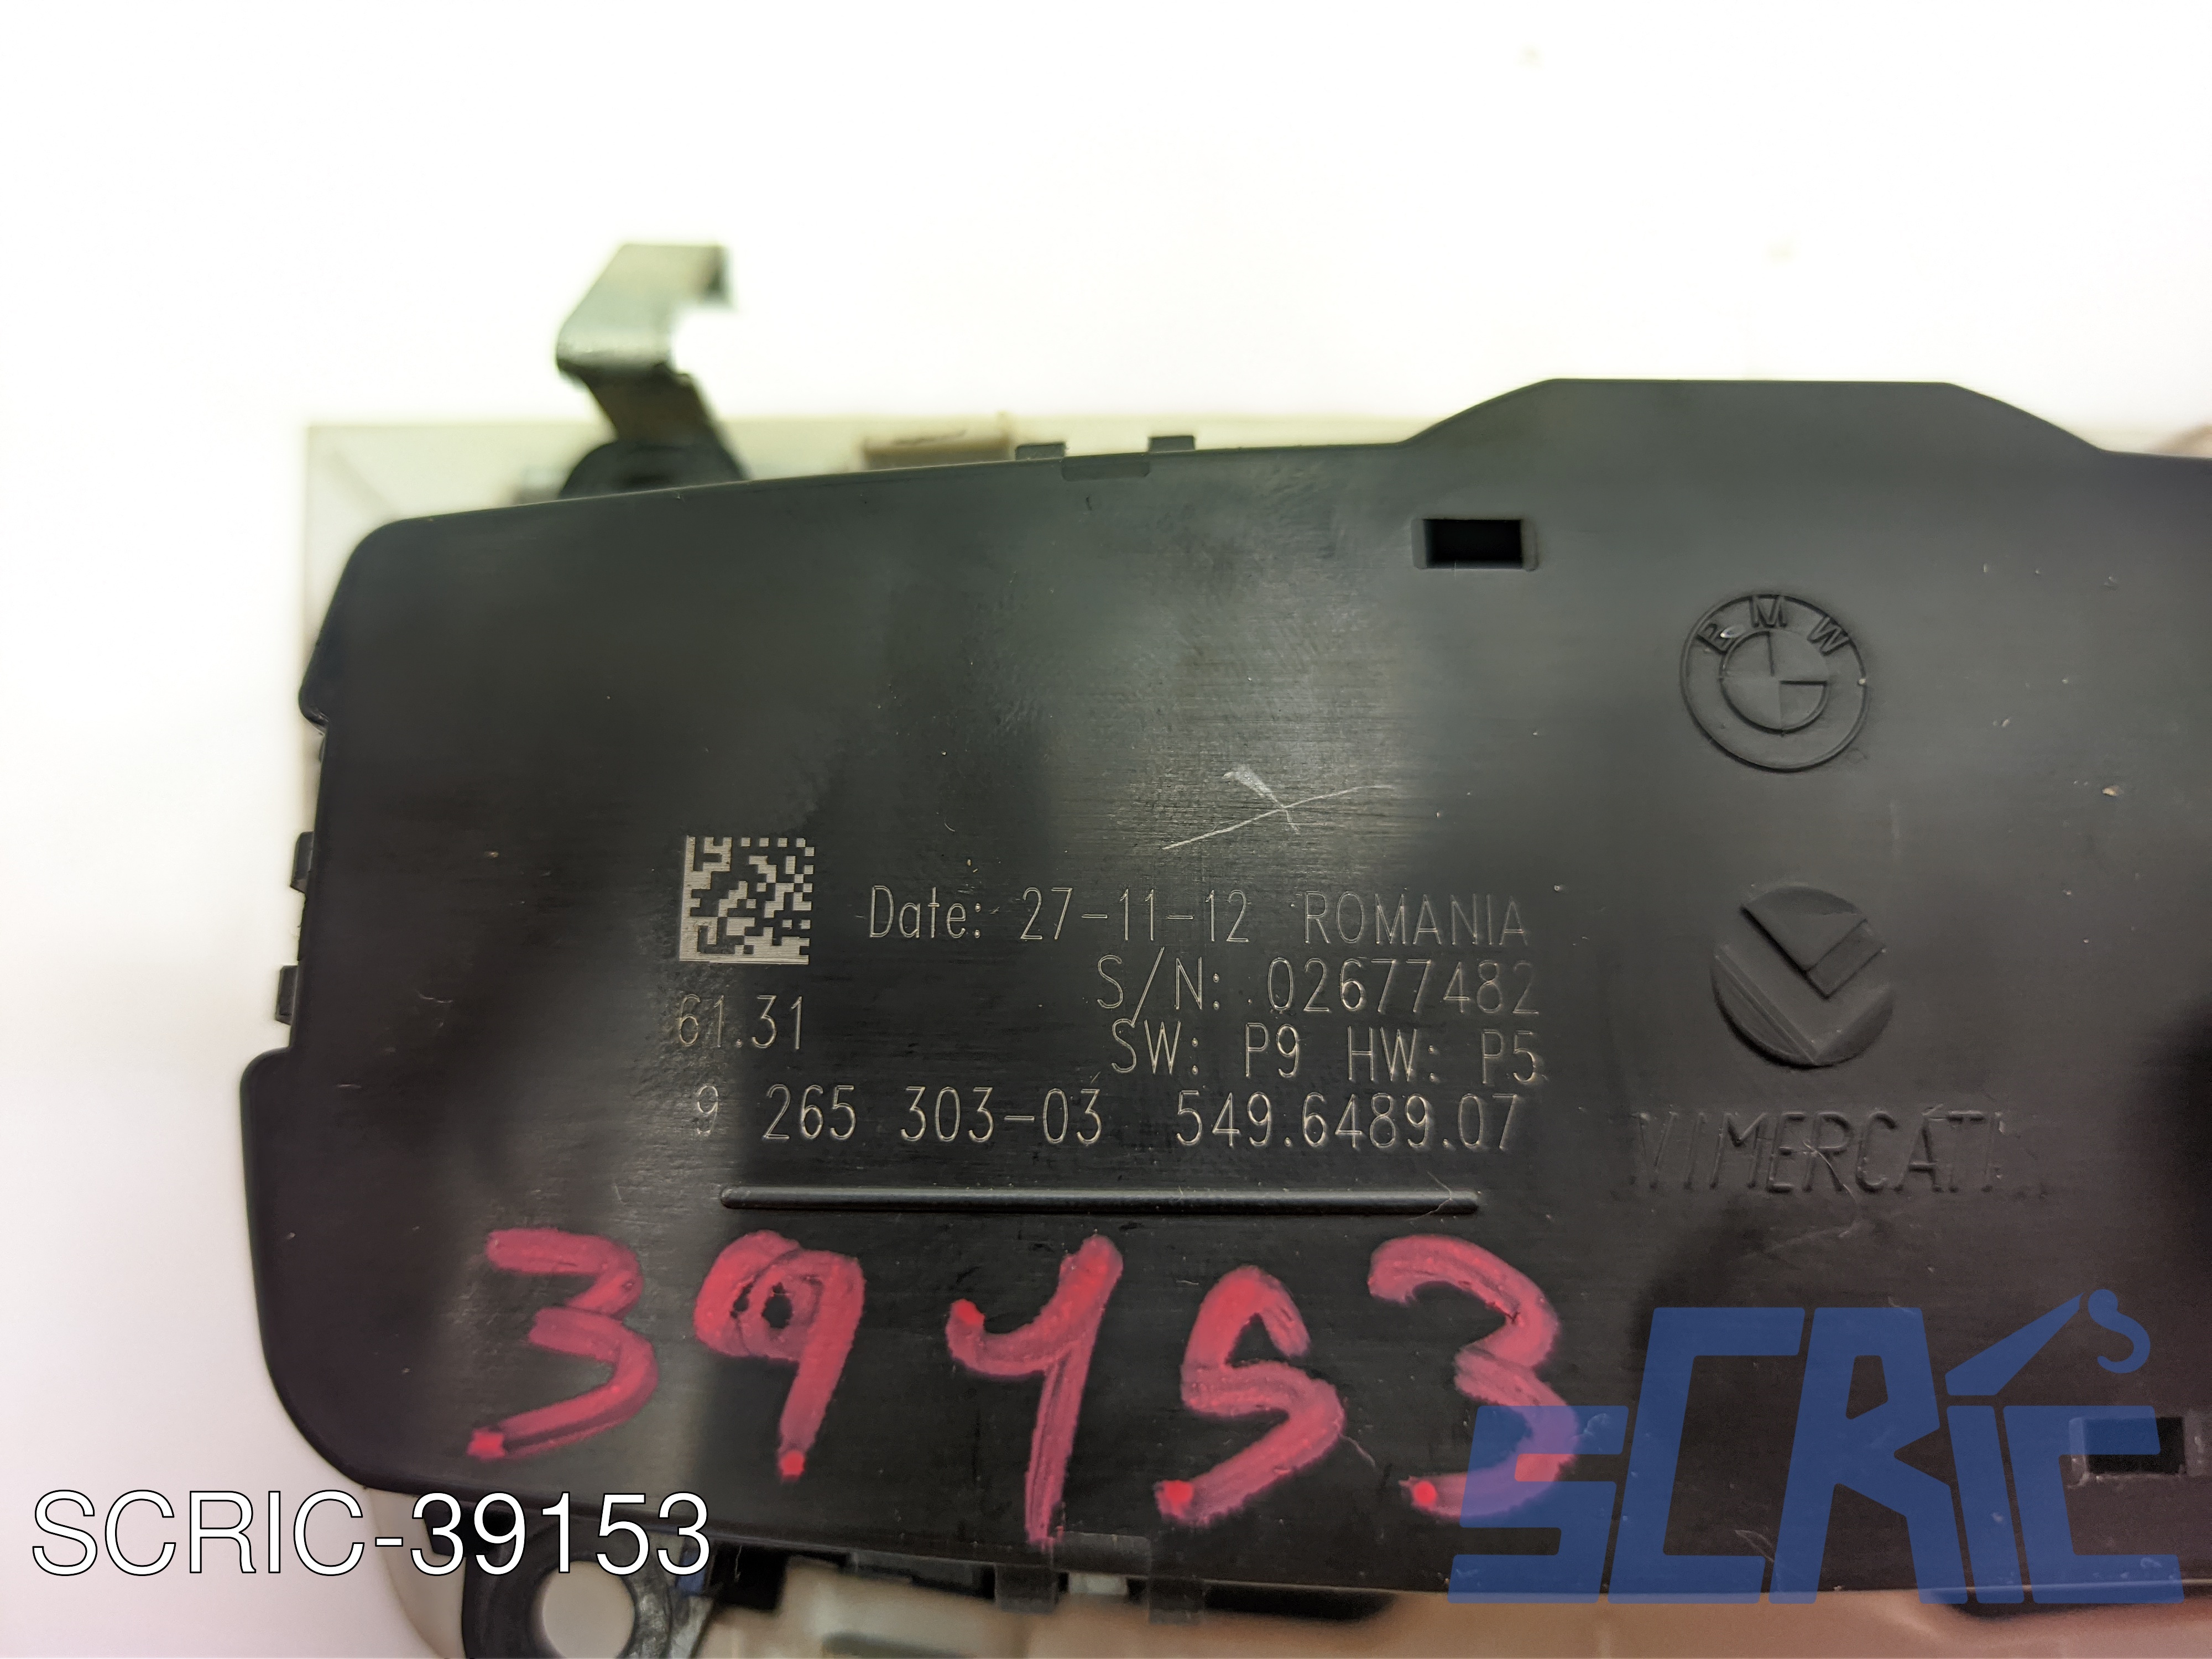 BMW
Date: 27-11-12 ROMANIA
S/N: 02677482
61.31
SW: P9 HW: P5
9 265 303-03 549.6489.07
VIMERCATI
39453
SCRIC
SCRIC-39153